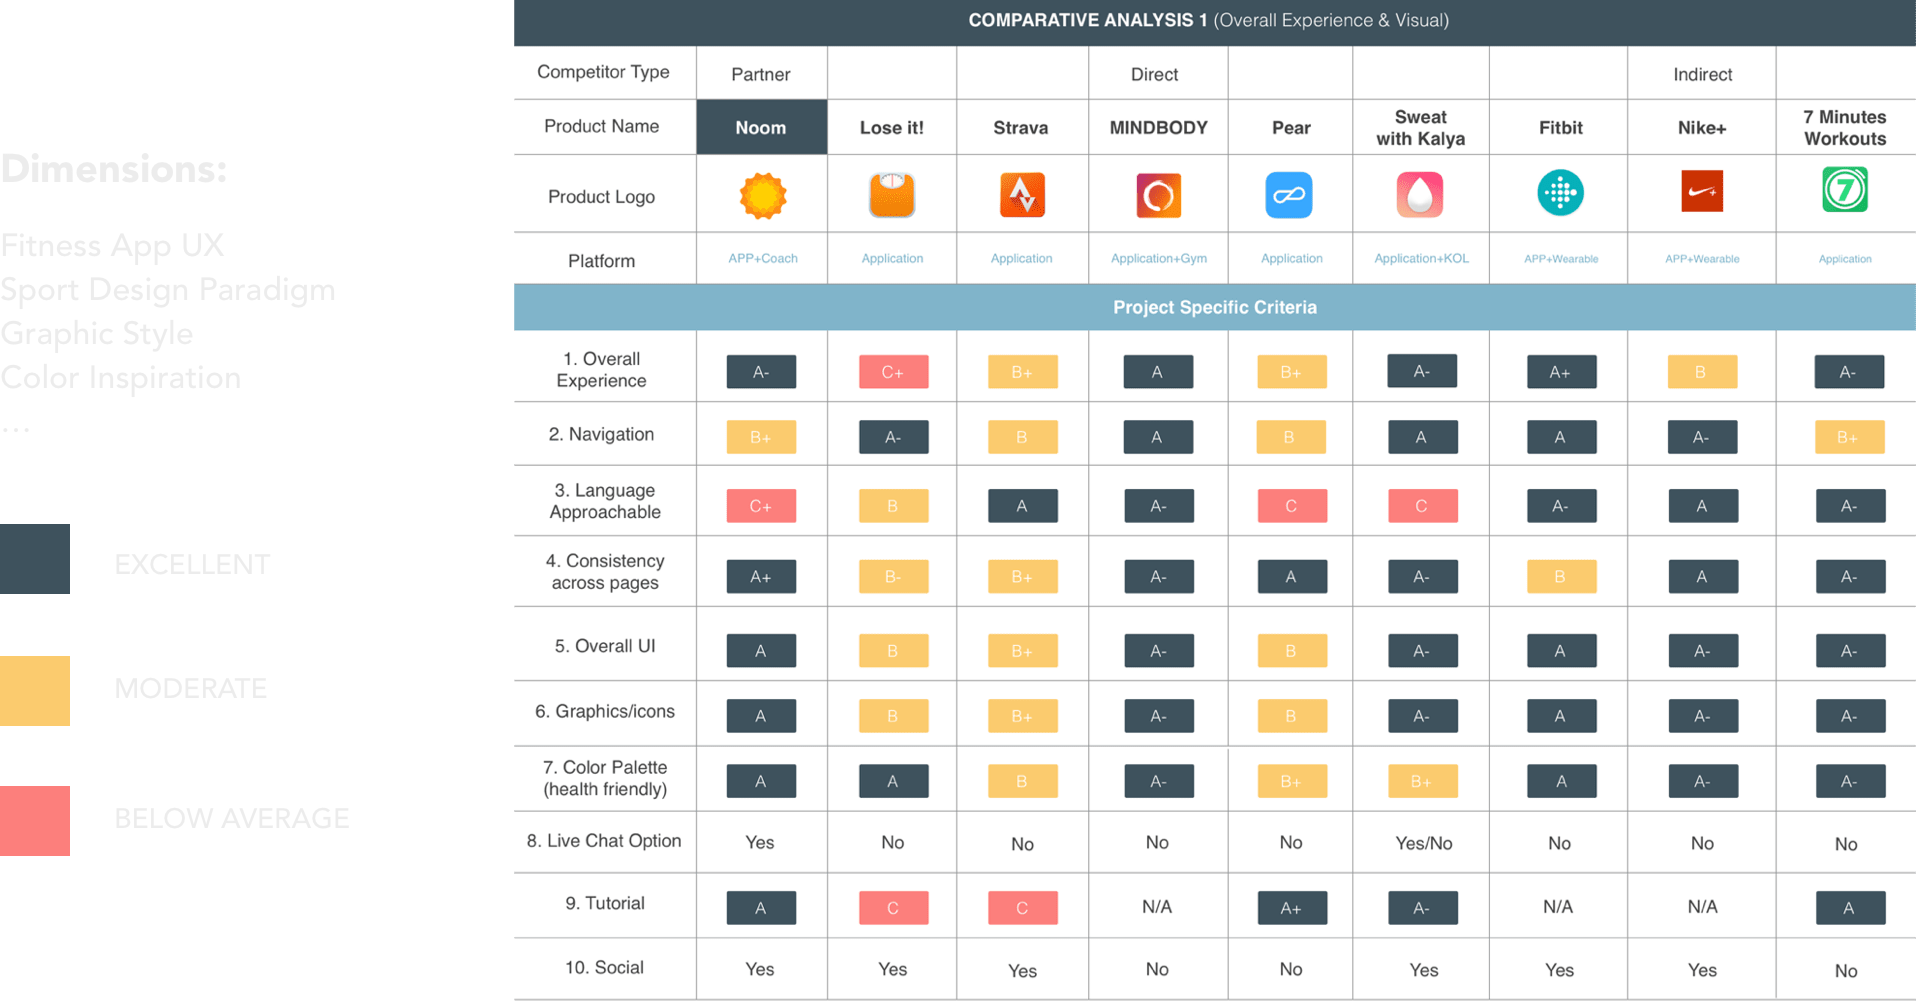 COMPARATIVE ANALYSIS 1 (Overall Experience & Visual)
Competitor Type Partner Direct Indirect
Product Name Noom Lose it! Strava MINDBODY Pear Sweat with Kalya Fitbit Nike+ 7 Minutes Workouts
Product Logo 7
Platform APP+Coach Application Application Application+Gym Application Application+KOL APP+Wearable APP+Wearable Application
Project Specific Criteria
1. Overall Experience A- C+ B+ A B+ A- A+ B A-
2. Navigation B+ A- B A B A A A- B+
3. Language Approachable C+ B A A- C C A- A A-
4. Consistency across pages A+ B- B+ A- A A- B A A-
5. Overall UI A B B+ A- B A- A A- A-
6. Graphics/icons A B B+ A- B A- A A- A-
7. Color Palette (health friendly) A A B A- B+ B+ A A- A-
8. Live Chat Option Yes No No No No Yes/No No No No
9. Tutorial A C C N/A A+ A- N/A N/A A
10. Social Yes Yes Yes No No Yes Yes Yes No
Dimensions:
Fitness App UX
Sport Design Paradigm
Graphic Style
Color Inspiration
...
EXCELLENT
MODERATE
BELOW AVERAGE